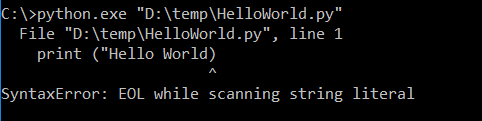 C:\>python.exe "D:\temp\HelloWorld.py"
  File "D:\temp\HelloWorld.py", line 1
    print ("Hello World)
                       ^
SyntaxError: EOL while scanning string literal